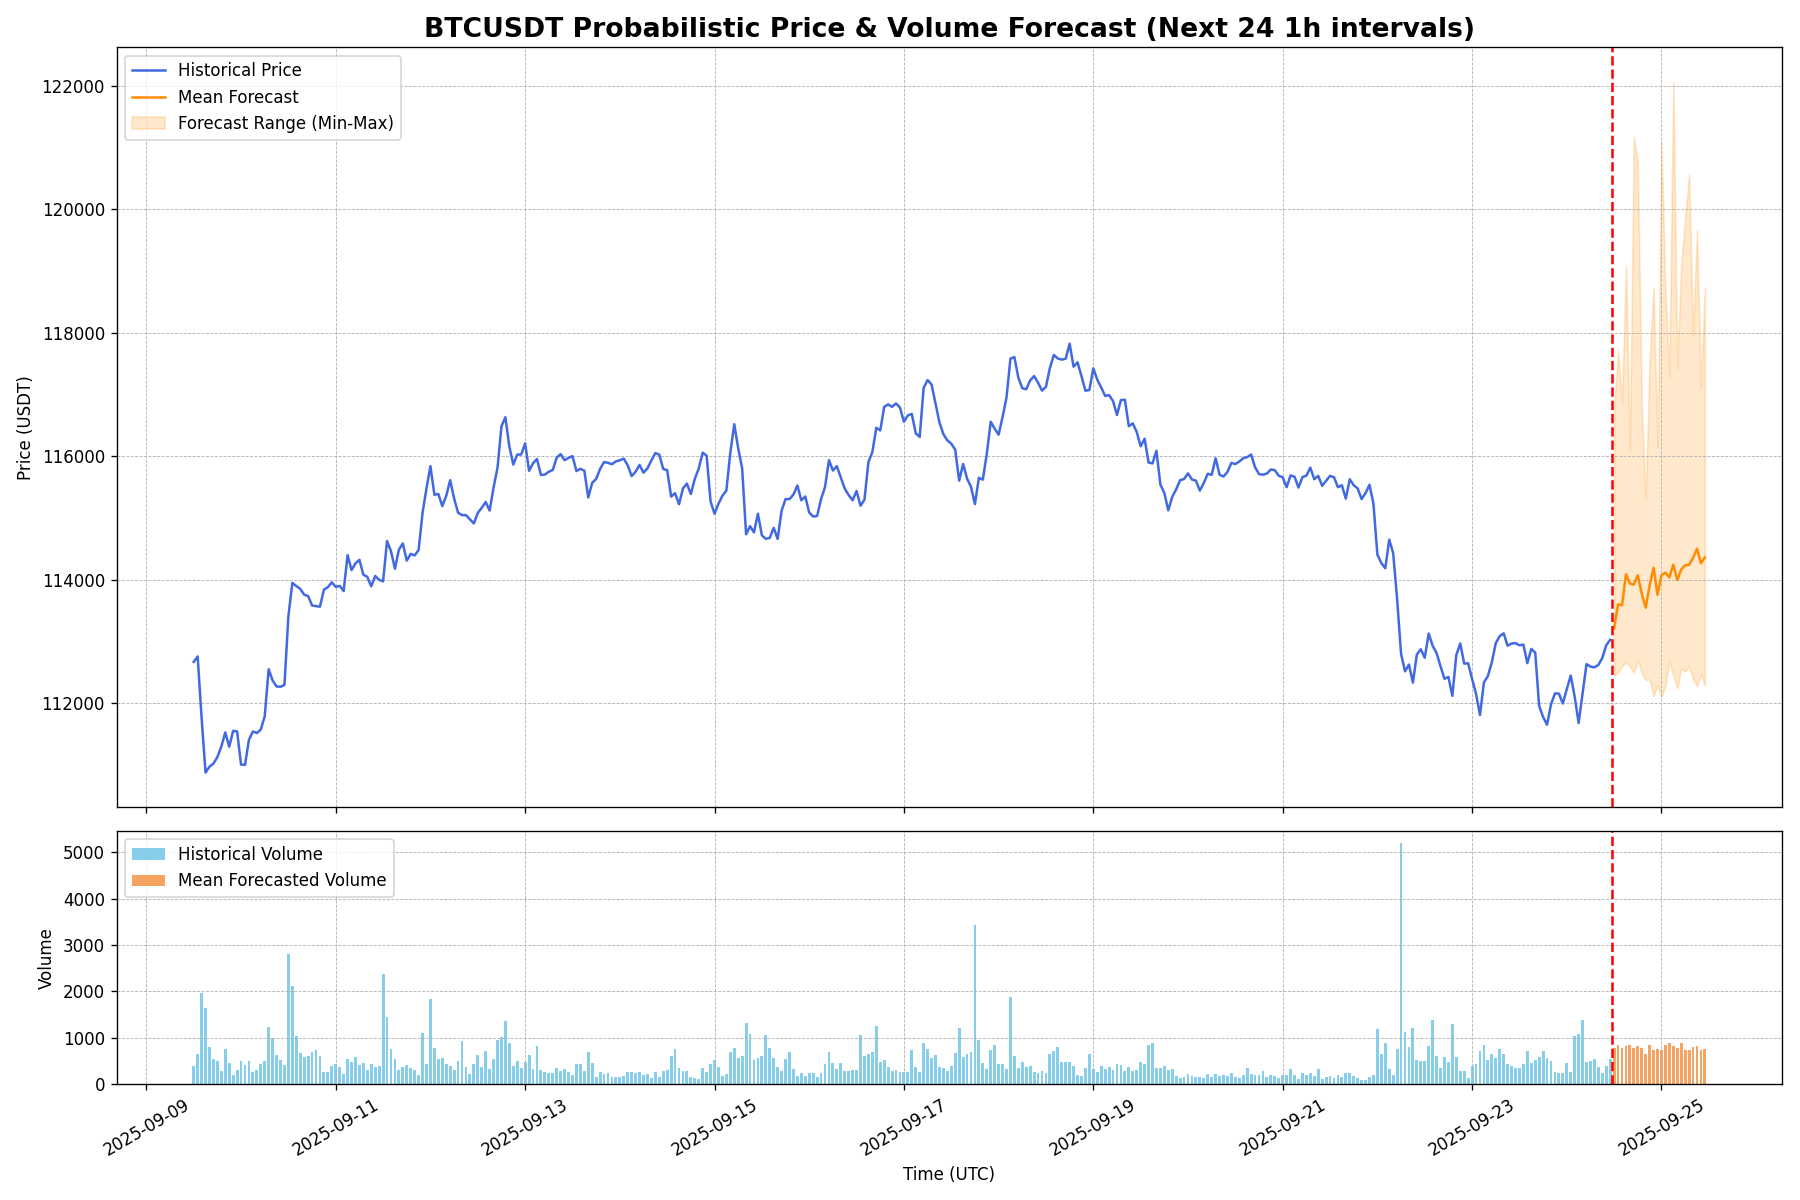 BTCUSDT Probabilistic Price & Volume Forecast (Next 24 1h intervals)
Historical Price
Mean Forecast
Forecast Range (Min-Max)
Price (USDT)
122000
120000
118000
116000
114000
112000
Historical Volume
Mean Forecasted Volume
Volume
5000
4000
3000
2000
1000
0
2025-09-09
2025-09-11
2025-09-13
2025-09-15
2025-09-17
2025-09-19
2025-09-21
2025-09-23
2025-09-25
Time (UTC)